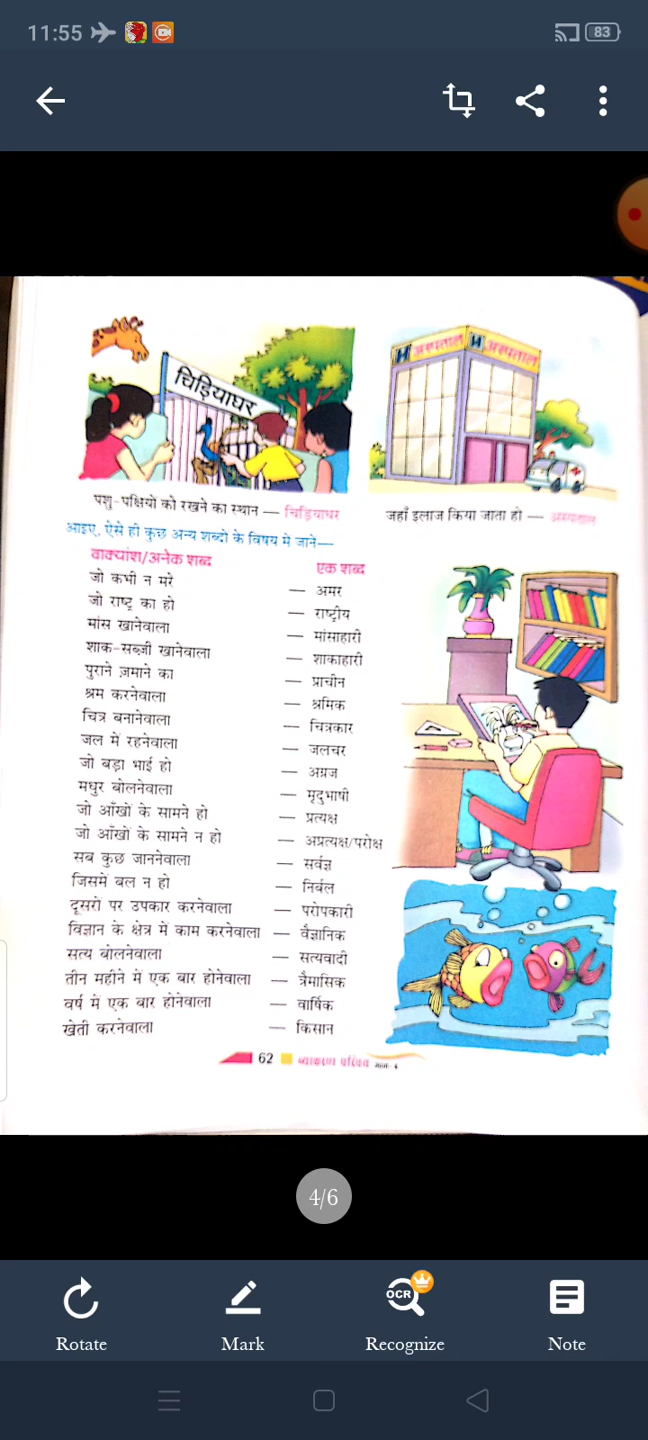 11:55
83
H अस्पताल H अस्पताल
चिड़ियाघर
पशु-पक्षियों को रखने का स्थान — चिड़ियाघर
जहाँ इलाज किया जाता हो — अस्पताल
आइए, ऐसे ही कुछ अन्य शब्दों के विषय में जानें—
वाक्यांश/अनेक शब्द एक शब्द
जो कभी न मरे — अमर
जो राष्ट्र का हो — राष्ट्रीय
मांस खानेवाला — मांसाहारी
शाक-सब्ज़ी खानेवाला — शाकाहारी
पुराने ज़माने का — प्राचीन
श्रम करनेवाला — श्रमिक
चित्र बनानेवाला — चित्रकार
जल में रहनेवाला — जलचर
जो बड़ा भाई हो — अग्रज
मधुर बोलनेवाला — मृदुभाषी
जो आँखों के सामने हो — प्रत्यक्ष
जो आँखों के सामने न हो — अप्रत्यक्ष/परोक्ष
सब कुछ जाननेवाला — सर्वज्ञ
जिसमें बल न हो — निर्बल
दूसरों पर उपकार करनेवाला — परोपकारी
विज्ञान के क्षेत्र में काम करनेवाला — वैज्ञानिक
सत्य बोलनेवाला — सत्यवादी
तीन महीने में एक बार होनेवाला — त्रैमासिक
वर्ष में एक बार होनेवाला — वार्षिक
खेती करनेवाला — किसान
62 व्याकरण परिचय भाग-
4/6
OCR
Rotate Mark Recognize Note